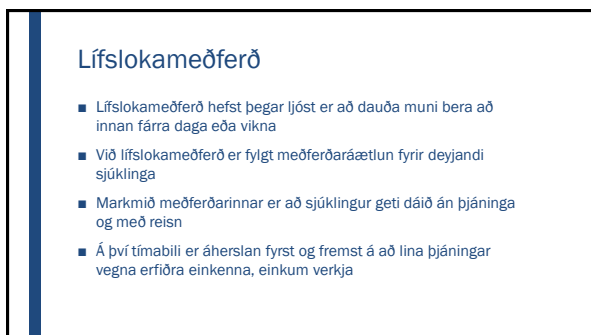 Lífslokameðferð
■ Lífslokameðferð hefst þegar ljóst er að dauða muni bera að
innan fárra daga eða vikna
■ Við lífslokameðferð er fylgt meðferðaráætlun fyrir deyjandi
sjúklinga
■ Markmið meðferðarinnar er að sjúklingur geti dáið án þjáninga
og með reisn
■ Á því tímabili er áherslan fyrst og fremst á að lina þjáningar
vegna erfiðra einkenna, einkum verkja